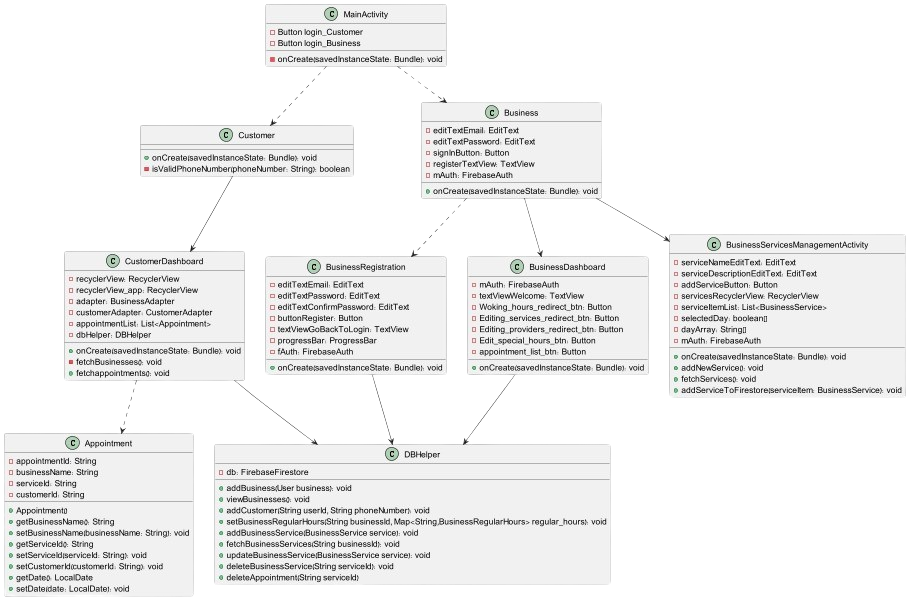 C MainActivity
Button login_Customer
Button login_Business
onCreate(savedInstanceState: Bundle): void
C Customer
onCreate(savedInstanceState: Bundle): void
isValidPhoneNumber(phoneNumber: String): boolean
C Business
editTextEmail: EditText
editTextPassword: EditText
signInButton: Button
registerTextView: TextView
mAuth: FirebaseAuth
onCreate(savedInstanceState: Bundle): void
C CustomerDashboard
recyclerView: RecyclerView
recyclerView_app: RecyclerView
adapter: BusinessAdapter
customerAdapter: CustomerAdapter
appointmentList: List<Appointment>
dbHelper: DBHelper
onCreate(savedInstanceState: Bundle): void
fetchBusinesses(): void
fetchappointments(): void
C BusinessRegistration
editTextEmail: EditText
editTextPassword: EditText
editTextConfirmPassword: EditText
buttonRegister: Button
textViewGoBackToLogin: TextView
progressBar: ProgressBar
fAuth: FirebaseAuth
onCreate(savedInstanceState: Bundle): void
C BusinessDashboard
mAuth: FirebaseAuth
textViewWelcome: TextView
Woking_hours_redirect_btn: Button
Editing_services_redirect_btn: Button
Editing_providers_redirect_btn: Button
Edit_special_hours_btn: Button
appointment_list_btn: Button
onCreate(savedInstanceState: Bundle): void
C BusinessServicesManagementActivity
serviceNameEditText: EditText
serviceDescriptionEditText: EditText
addServiceButton: Button
servicesRecyclerView: RecyclerView
serviceItemList: List<BusinessService>
selectedDay: boolean[]
dayArray: String[]
mAuth: FirebaseAuth
onCreate(savedInstanceState: Bundle): void
addNewService(): void
fetchServices(): void
addServiceToFirestore(serviceItem: BusinessService): void
C Appointment
appointmentId: String
businessName: String
serviceId: String
customerId: String
Appointment()
getBusinessName(): String
setBusinessName(businessName: String): void
getServiceId(): String
setServiceId(serviceId: String): void
setCustomerId(customerId: String): void
getDate(): LocalDate
setDate(date: LocalDate): void
C DBHelper
db: FirebaseFirestore
addBusiness(User business): void
viewBusinesses(): void
addCustomer(String userId, String phoneNumber): void
setBusinessRegularHours(String businessId, Map<String,BusinessRegularHours> regular_hours): void
addBusinessService(BusinessService service): void
fetchBusinessServices(String businessId): void
updateBusinessService(BusinessService service): void
deleteBusinessService(String serviceId): void
deleteAppointment(String serviceId)